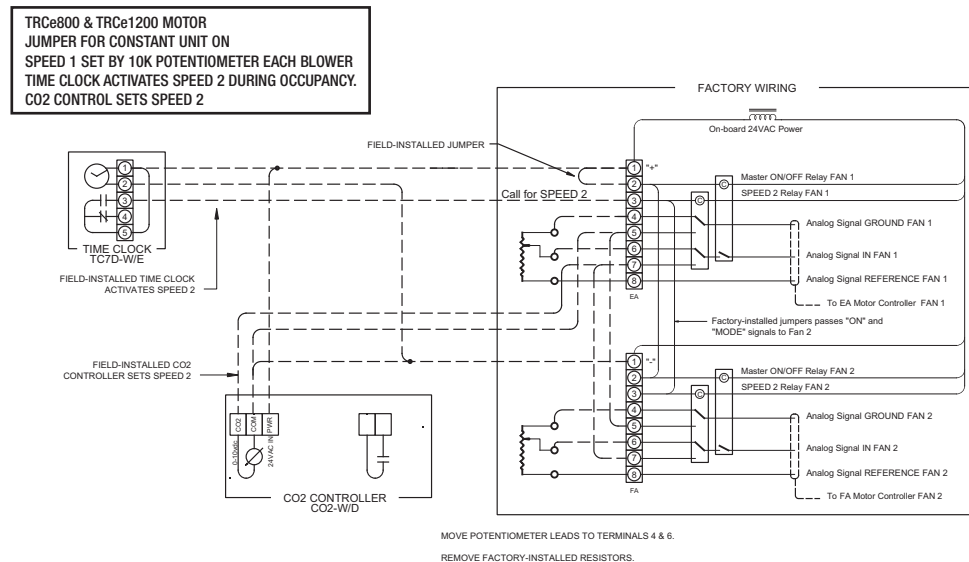 TRCe800 & TRCe1200 MOTOR
JUMPER FOR CONSTANT UNIT ON
SPEED 1 SET BY 10K POTENTIOMETER EACH BLOWER
TIME CLOCK ACTIVATES SPEED 2 DURING OCCUPANCY.
CO2 CONTROL SETS SPEED 2
FACTORY WIRING
On-board 24VAC Power
FIELD-INSTALLED JUMPER
1
2
3
4
5
TIME CLOCK
TC7D-W/E
FIELD-INSTALLED TIME CLOCK
ACTIVATES SPEED 2
Call for SPEED 2
1 "+"
2
3
4
5
6
7
8
EA
C
C
Master ON/OFF Relay FAN 1
SPEED 2 Relay FAN 1
Analog Signal GROUND FAN 1
Analog Signal IN FAN 1
Analog Signal REFERENCE FAN 1
To EA Motor Controller FAN 1
Factory-installed jumpers passes "ON" and
"MODE" signals to Fan 2
FIELD-INSTALLED CO2
CONTROLLER SETS SPEED 2
CO2
COM
PWR
0-10vdc
24VAC IN
CO2 CONTROLLER
CO2-W/D
1 "-"
2
3
4
5
6
7
8
FA
C
C
Master ON/OFF Relay FAN 2
SPEED 2 Relay FAN 2
Analog Signal GROUND FAN 2
Analog Signal IN FAN 2
Analog Signal REFERENCE FAN 2
To FA Motor Controller FAN 2
MOVE POTENTIOMETER LEADS TO TERMINALS 4 & 6.
REMOVE FACTORY-INSTALLED RESISTORS.